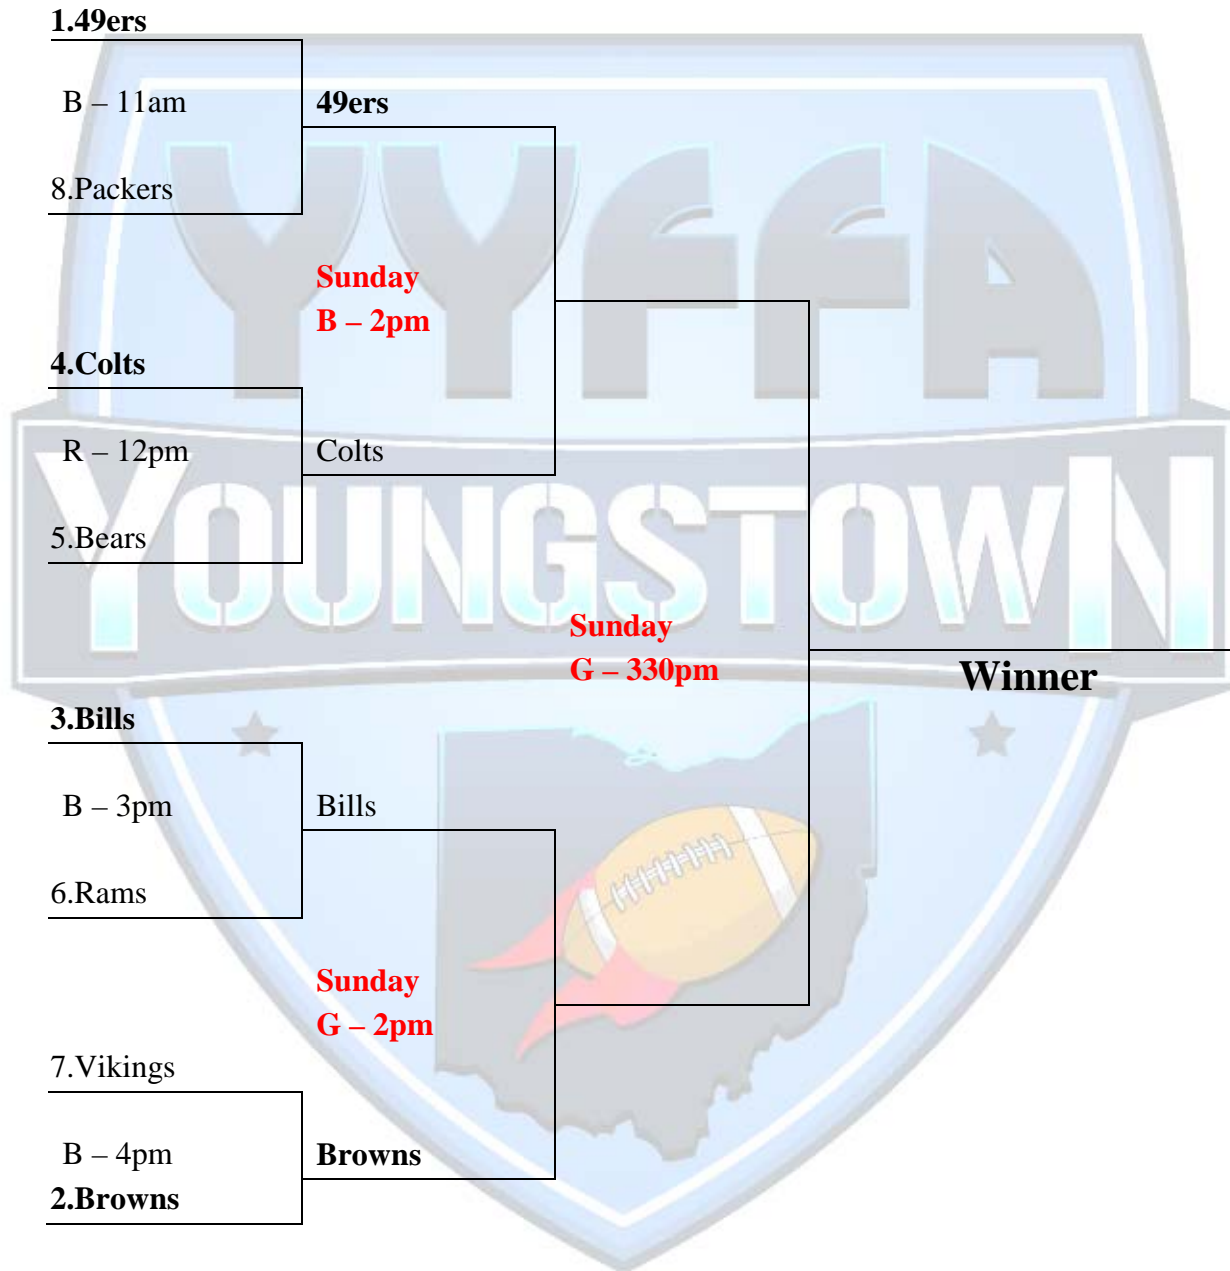 1.49ers
B – 11am
49ers
8.Packers
Sunday
B – 2pm
4.Colts
R – 12pm
Colts
5.Bears
Sunday
G – 330pm
Winner
3.Bills
B – 3pm
Bills
6.Rams
Sunday
G – 2pm
7.Vikings
B – 4pm
Browns
2.Browns
YYFFA
YOUNGSTOWN